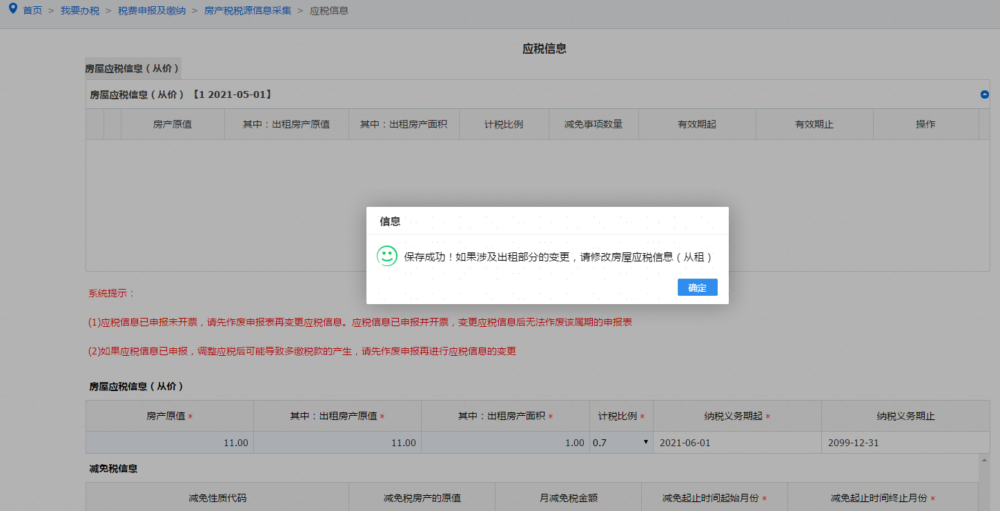 首页 > 我要办税 > 税费申报及缴纳 > 房产税税源信息采集 > 应税信息
应税信息
房屋应税信息（从价）
房屋应税信息（从价）【1 2021-05-01】
房产原值 其中：出租房产原值 其中：出租房产面积 计税比例 减免事项数量 有效期起 有效期止 操作
信息
保存成功！如果涉及出租部分的变更，请修改房屋应税信息（从租）
确定
系统提示：
(1)应税信息已申报未开票，请先作废申报表再变更应税信息。应税信息已申报并开票，变更应税信息后无法作废该属期的申报表
(2)如果应税信息已申报，调整应税后可能导致多缴税款的产生，请先作废申报再进行应税信息的变更
房屋应税信息（从价）
房产原值* 其中：出租房产原值* 其中：出租房产面积* 计税比例* 纳税义务期起* 纳税义务期止
11.00 11.00 1.00 0.7 2021-06-01 2099-12-31
减免税信息
减免性质代码 减免税房产的原值 月减免税金额 减免起止时间起始月份* 减免起止时间终止月份*